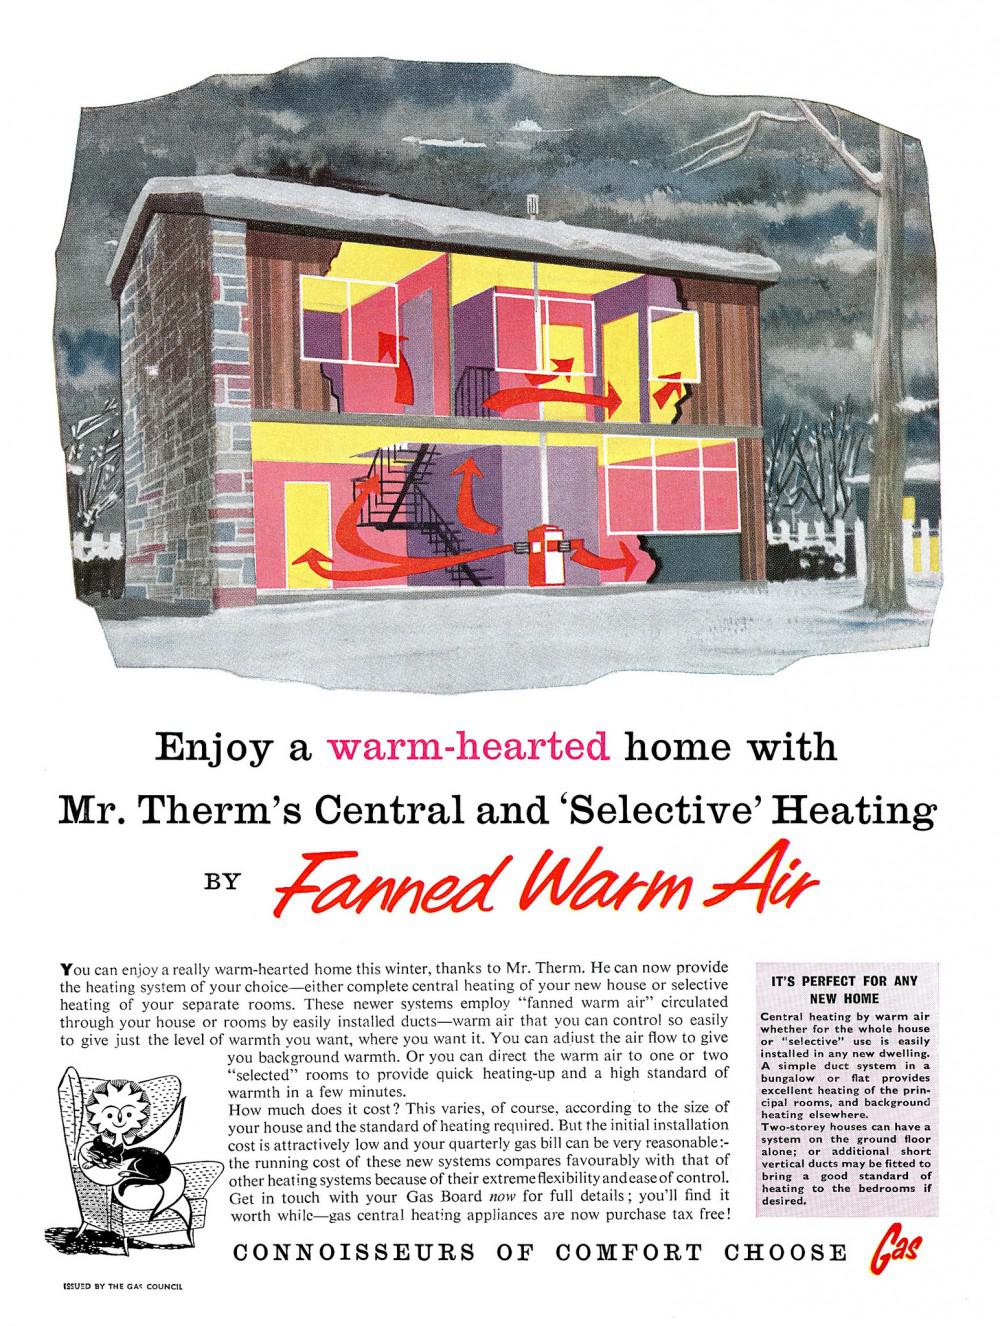 Enjoy a warm-hearted home with
Mr. Therm's Central and 'Selective' Heating
BY Fanned Warm Air
You can enjoy a really warm-hearted home this winter, thanks to Mr. Therm. He can now provide
the heating system of your choice—either complete central heating of your new house or selective
heating of your separate rooms. These newer systems employ "fanned warm air" circulated
through your house or rooms by easily installed ducts—warm air that you can control so easily
to give just the level of warmth you want, where you want it. You can adjust the air flow to give
you background warmth. Or you can direct the warm air to one or two
"selected" rooms to provide quick heating-up and a high standard of
warmth in a few minutes.
How much does it cost? This varies, of course, according to the size of
your house and the standard of heating required. But the initial installation
cost is attractively low and your quarterly gas bill can be very reasonable:-
the running cost of these new systems compares favourably with that of
other heating systems because of their extreme flexibility and ease of control.
Get in touch with your Gas Board now for full details; you'll find it
worth while—gas central heating appliances are now purchase tax free!
IT'S PERFECT FOR ANY
NEW HOME
Central heating by warm air
whether for the whole house
or "selective" use is easily
installed in any new dwelling.
A simple duct system in a
bungalow or flat provides
excellent heating of the prin-
cipal rooms, and background
heating elsewhere.
Two-storey houses can have a
system on the ground floor
alone; or additional short
vertical ducts may be fitted to
bring a good standard of
heating to the bedrooms if
desired.
CONNOISSEURS OF COMFORT CHOOSE Gas
ISSUED BY THE GAS COUNCIL